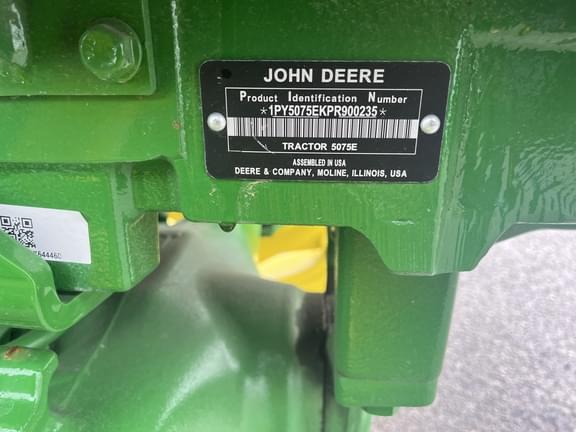 JOHN DEERE
Product Identification Number
*1PY5075EKPR900235*
TRACTOR 5075E
ASSEMBLED IN USA
DEERE & COMPANY, MOLINE, ILLINOIS, USA